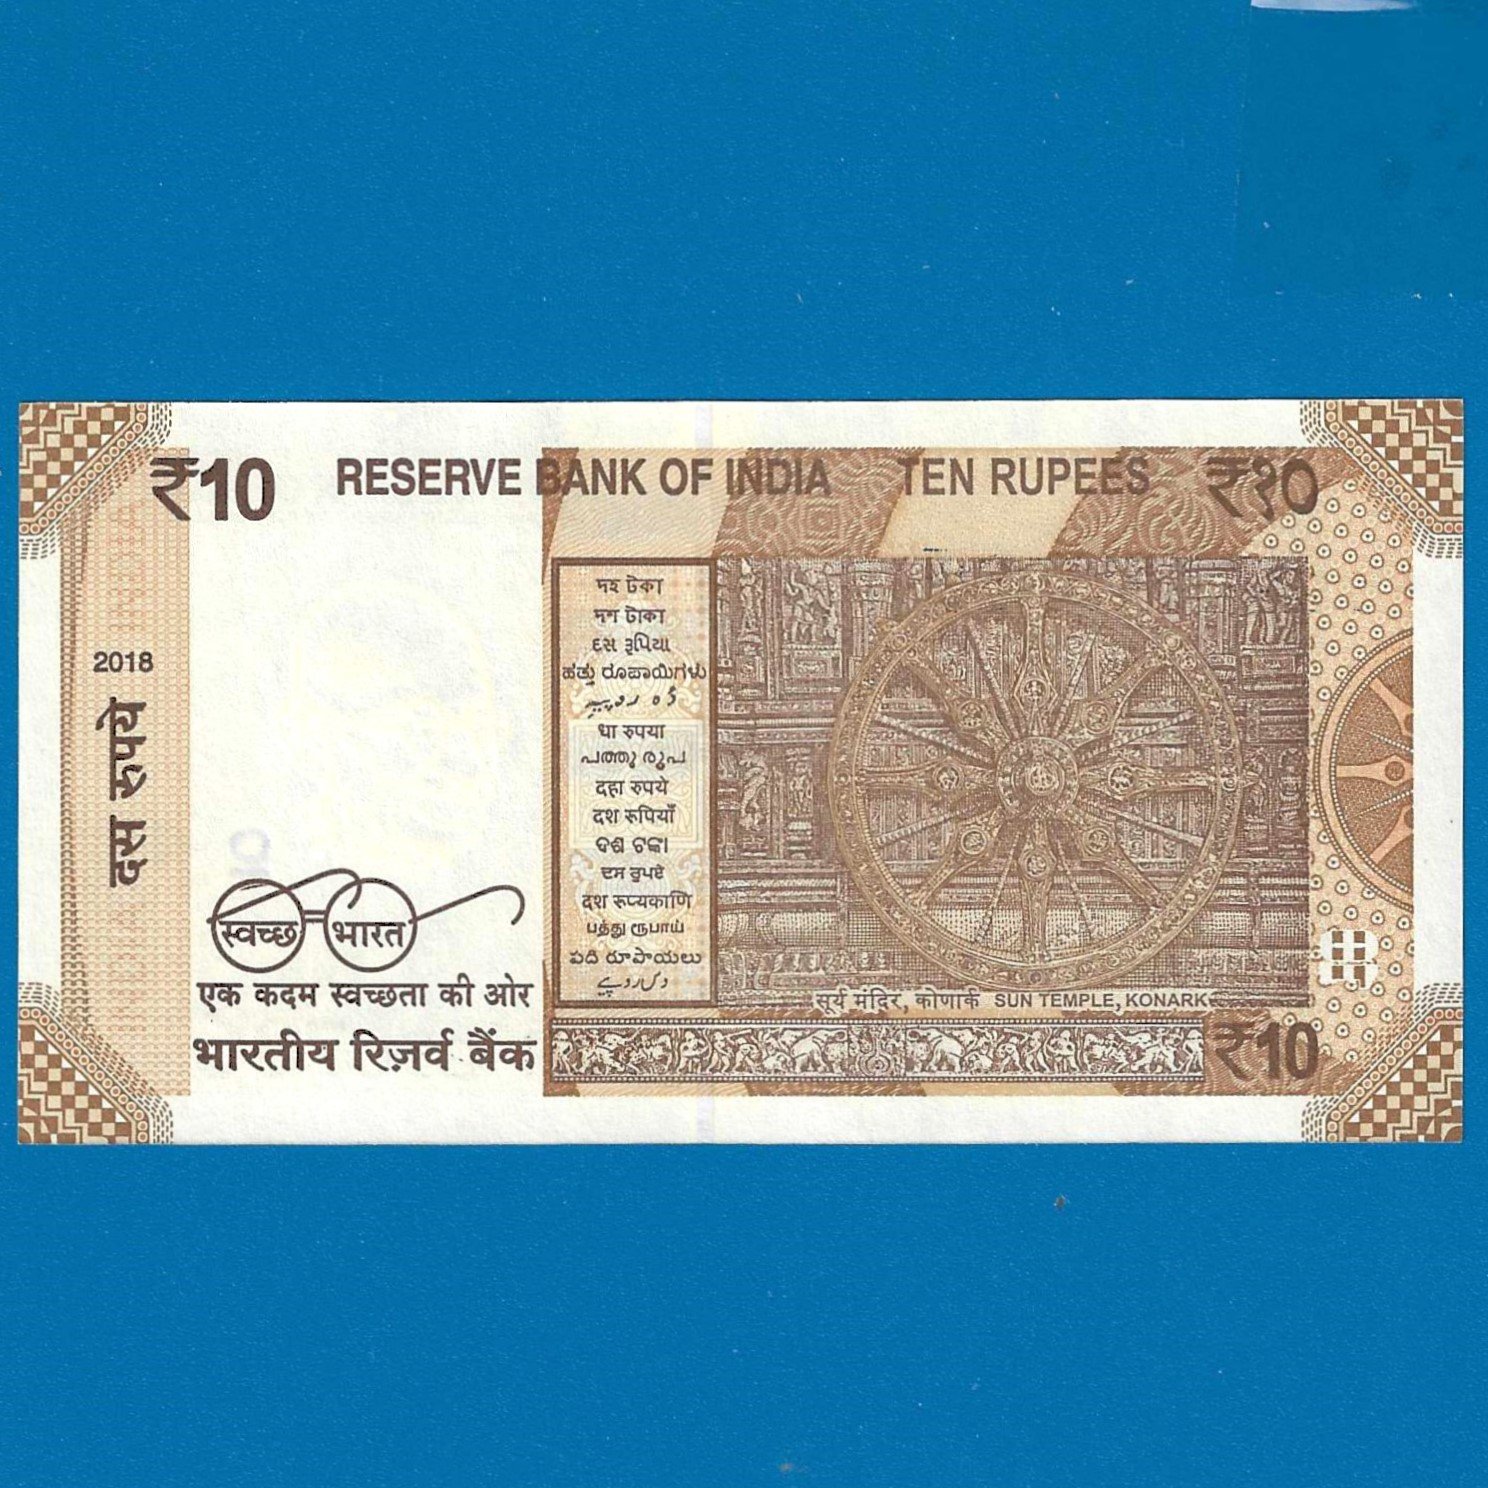 ₹10 RESERVE BANK OF INDIA TEN RUPEES ₹१०
2018
दस रुपये
দহ টকা
দশ টাকা
દસ રૂપિયા
ಹತ್ತು ರೂಪಾಯಿಗಳು
धा रुपया
പത്തു രൂപ
दहा रुपये
दश रूपियाँ
ଦଶ ଟଙ୍କା
ਦਸ ਰੁਪਏ
दश रूप्यकाणि
பத்து ரூபாய்
పది రూపాయలు
دس روپے
स्वच्छ भारत
एक कदम स्वच्छता की ओर
भारतीय रिज़र्व बैंक
सूर्य मंदिर, कोणार्क SUN TEMPLE, KONARK
₹10